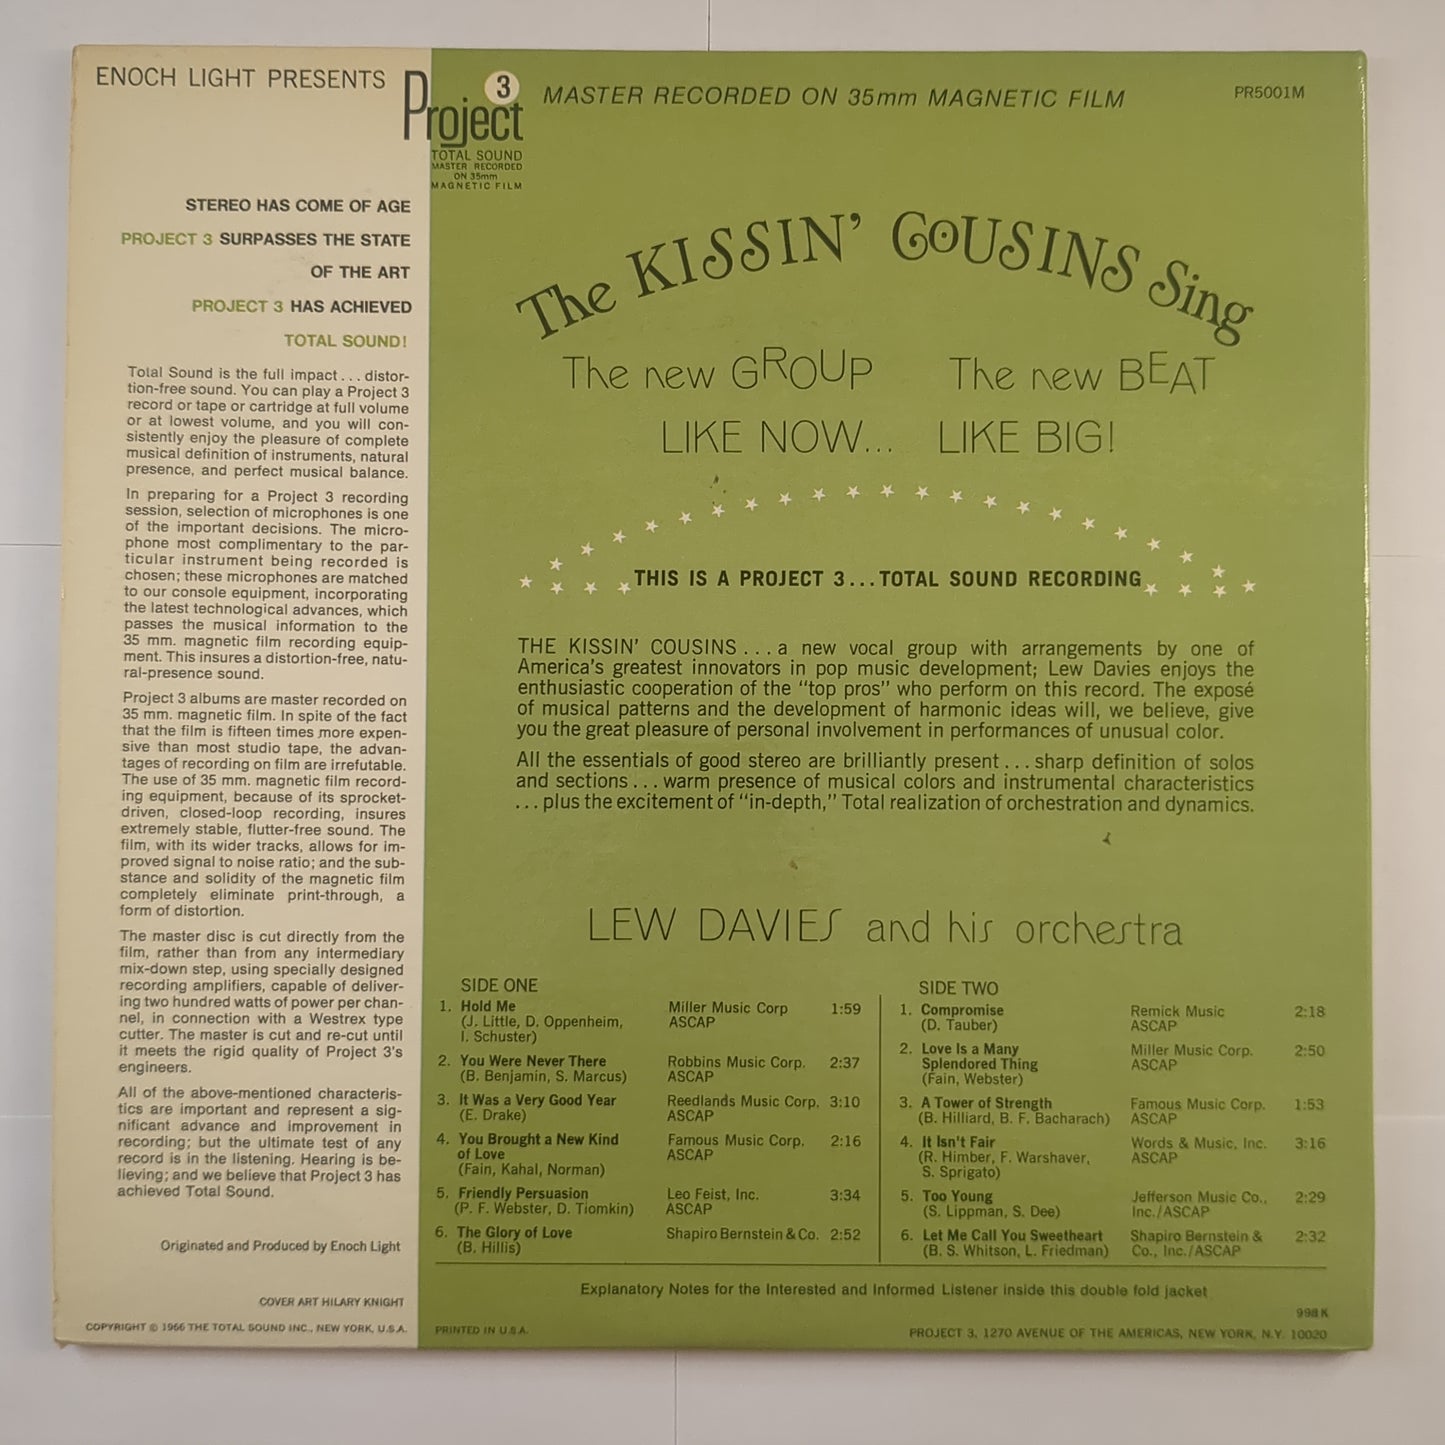 ENOCH LIGHT PRESENTS
Project 3
TOTAL SOUND
MASTER RECORDED
ON 35mm
MAGNETIC FILM
MASTER RECORDED ON 35mm MAGNETIC FILM
PR5001M
STEREO HAS COME OF AGE
PROJECT 3 SURPASSES THE STATE
OF THE ART
PROJECT 3 HAS ACHIEVED
TOTAL SOUND!
Total Sound is the full impact... distor-
tion-free sound. You can play a Project 3
record or tape or cartridge at full volume
or at lowest volume, and you will con-
sistently enjoy the pleasure of complete
musical definition of instruments, natural
presence, and perfect musical balance.
In preparing for a Project 3 recording
session, selection of microphones is one
of the important decisions. The micro-
phone most complimentary to the par-
ticular instrument being recorded is
chosen; these microphones are matched
to our console equipment, incorporating
the latest technological advances, which
passes the musical information to the
35 mm. magnetic film recording equip-
ment. This insures a distortion-free, natu-
ral-presence sound.
Project 3 albums are master recorded on
35 mm. magnetic film. In spite of the fact
that the film is fifteen times more expen-
sive than most studio tape, the advan-
tages of recording on film are irrefutable.
The use of 35 mm. magnetic film record-
ing equipment, because of its sprocket-
driven, closed-loop recording, insures
extremely stable, flutter-free sound. The
film, with its wider tracks, allows for im-
proved signal to noise ratio; and the sub-
stance and solidity of the magnetic film
completely eliminate print-through, a
form of distortion.
The master disc is cut directly from the
film, rather than from any intermediary
mix-down step, using specially designed
recording amplifiers, capable of deliver-
ing two hundred watts of power per chan-
nel, in connection with a Westrex type
cutter. The master is cut and re-cut until
it meets the rigid quality of Project 3's
engineers.
All of the above-mentioned characteris-
tics are important and represent a sig-
nificant advance and improvement in
recording; but the ultimate test of any
record is in the listening. Hearing is be-
lieving; and we believe that Project 3 has
achieved Total Sound.
Originated and Produced by Enoch Light
COVER ART HILARY KNIGHT
COPYRIGHT © 1966 THE TOTAL SOUND INC., NEW YORK, U.S.A.
The KISSIN' COUSINS Sing
The new GROUP The new BEAT
LIKE NOW... LIKE BIG!
THIS IS A PROJECT 3...TOTAL SOUND RECORDING
THE KISSIN' COUSINS... a new vocal group with arrangements by one of
America's greatest innovators in pop music development; Lew Davies enjoys the
enthusiastic cooperation of the "top pros" who perform on this record. The exposé
of musical patterns and the development of harmonic ideas will, we believe, give
you the great pleasure of personal involvement in performances of unusual color.
All the essentials of good stereo are brilliantly present... sharp definition of solos
and sections... warm presence of musical colors and instrumental characteristics
...plus the excitement of "in-depth," Total realization of orchestration and dynamics.
LEW DAVIES and his orchestra
SIDE ONE
1. Hold Me Miller Music Corp 1:59
(J. Little, D. Oppenheim, ASCAP
I. Schuster)
2. You Were Never There Robbins Music Corp. 2:37
(B. Benjamin, S. Marcus) ASCAP
3. It Was a Very Good Year Reedlands Music Corp. 3:10
(E. Drake) ASCAP
4. You Brought a New Kind Famous Music Corp. 2:16
of Love ASCAP
(Fain, Kahal, Norman)
5. Friendly Persuasion Leo Feist, Inc. 3:34
(P. F. Webster, D. Tiomkin) ASCAP
6. The Glory of Love Shapiro Bernstein & Co. 2:52
(B. Hillis)
SIDE TWO
1. Compromise Remick Music 2:18
(D. Tauber) ASCAP
2. Love Is a Many Miller Music Corp. 2:50
Splendored Thing ASCAP
(Fain, Webster)
3. A Tower of Strength Famous Music Corp. 1:53
(B. Hilliard, B. F. Bacharach) ASCAP
4. It Isn't Fair Words & Music, Inc. 3:16
(R. Himber, F. Warshaver, ASCAP
S. Sprigato)
5. Too Young Jefferson Music Co., 2:29
(S. Lippman, S. Dee) Inc./ASCAP
6. Let Me Call You Sweetheart Shapiro Bernstein & 2:32
(B. S. Whitson, L. Friedman) Co., Inc./ASCAP
Explanatory Notes for the Interested and Informed Listener inside this double fold jacket
998 K
PRINTED IN U.S.A.
PROJECT 3, 1270 AVENUE OF THE AMERICAS, NEW YORK, N.Y. 10020